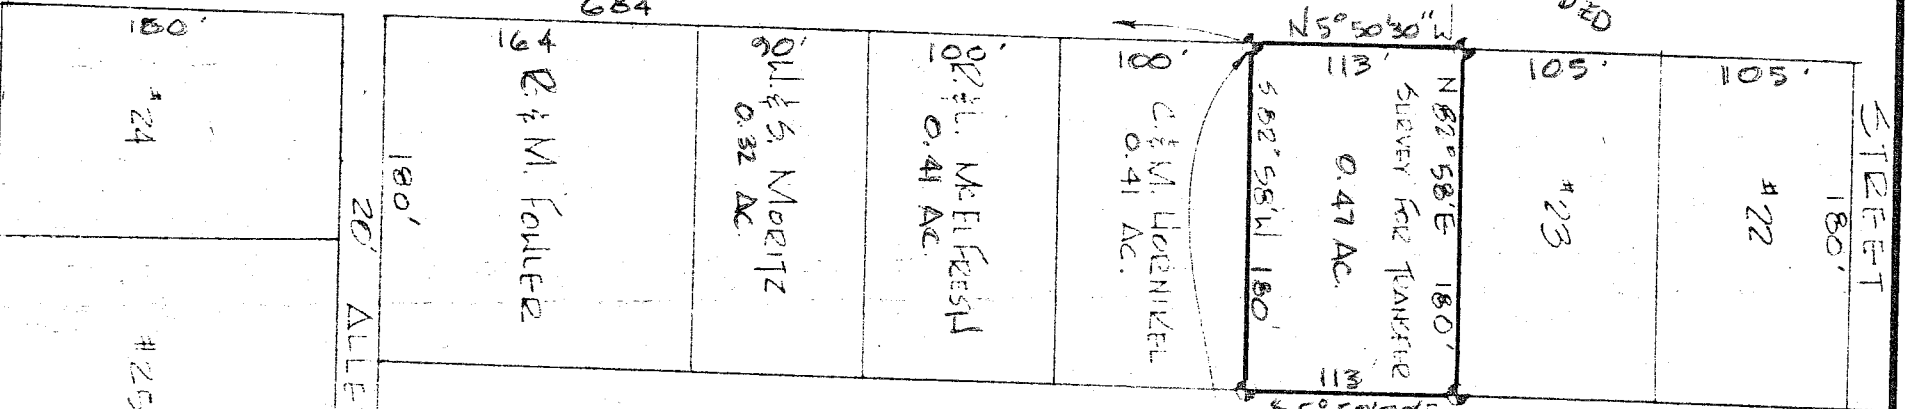 684
180'
#24
#25
20' ALLE
164
180'
R & M. FOWLER
90'
W. & S. MORITZ
0.32 AC.
100'
R & L. MCELFRESH
0.41 AC.
100'
C. & M. HORNIKEL
0.41 AC.
N 5° 50' 30" W
113'
S 82° 58' W 180'
0.47 AC.
SURVEY FOR TRANSFER
N 82° 58' E 180'
113
105'
#23
105'
#22
180'
STREET